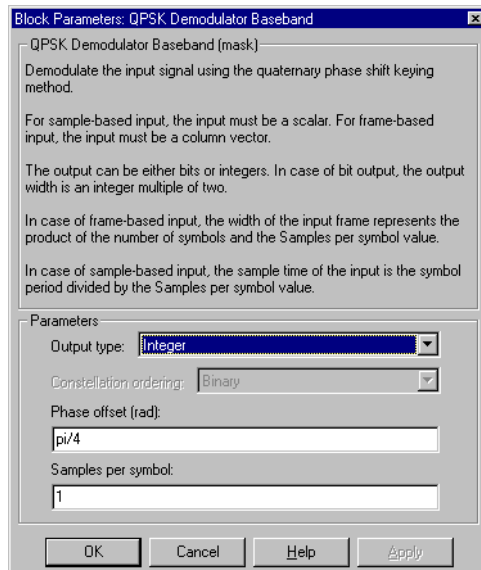 Block Parameters: QPSK Demodulator Baseband
QPSK Demodulator Baseband (mask)
Demodulate the input signal using the quaternary phase shift keying
method.
For sample-based input, the input must be a scalar. For frame-based
input, the input must be a column vector.
The output can be either bits or integers. In case of bit output, the output
width is an integer multiple of two.
In case of frame-based input, the width of the input frame represents the
product of the number of symbols and the Samples per symbol value.
In case of sample-based input, the sample time of the input is the symbol
period divided by the Samples per symbol value.
Parameters
Output type: Integer
Constellation ordering: Binary
Phase offset (rad):
pi/4
Samples per symbol:
1
OK Cancel Help Apply